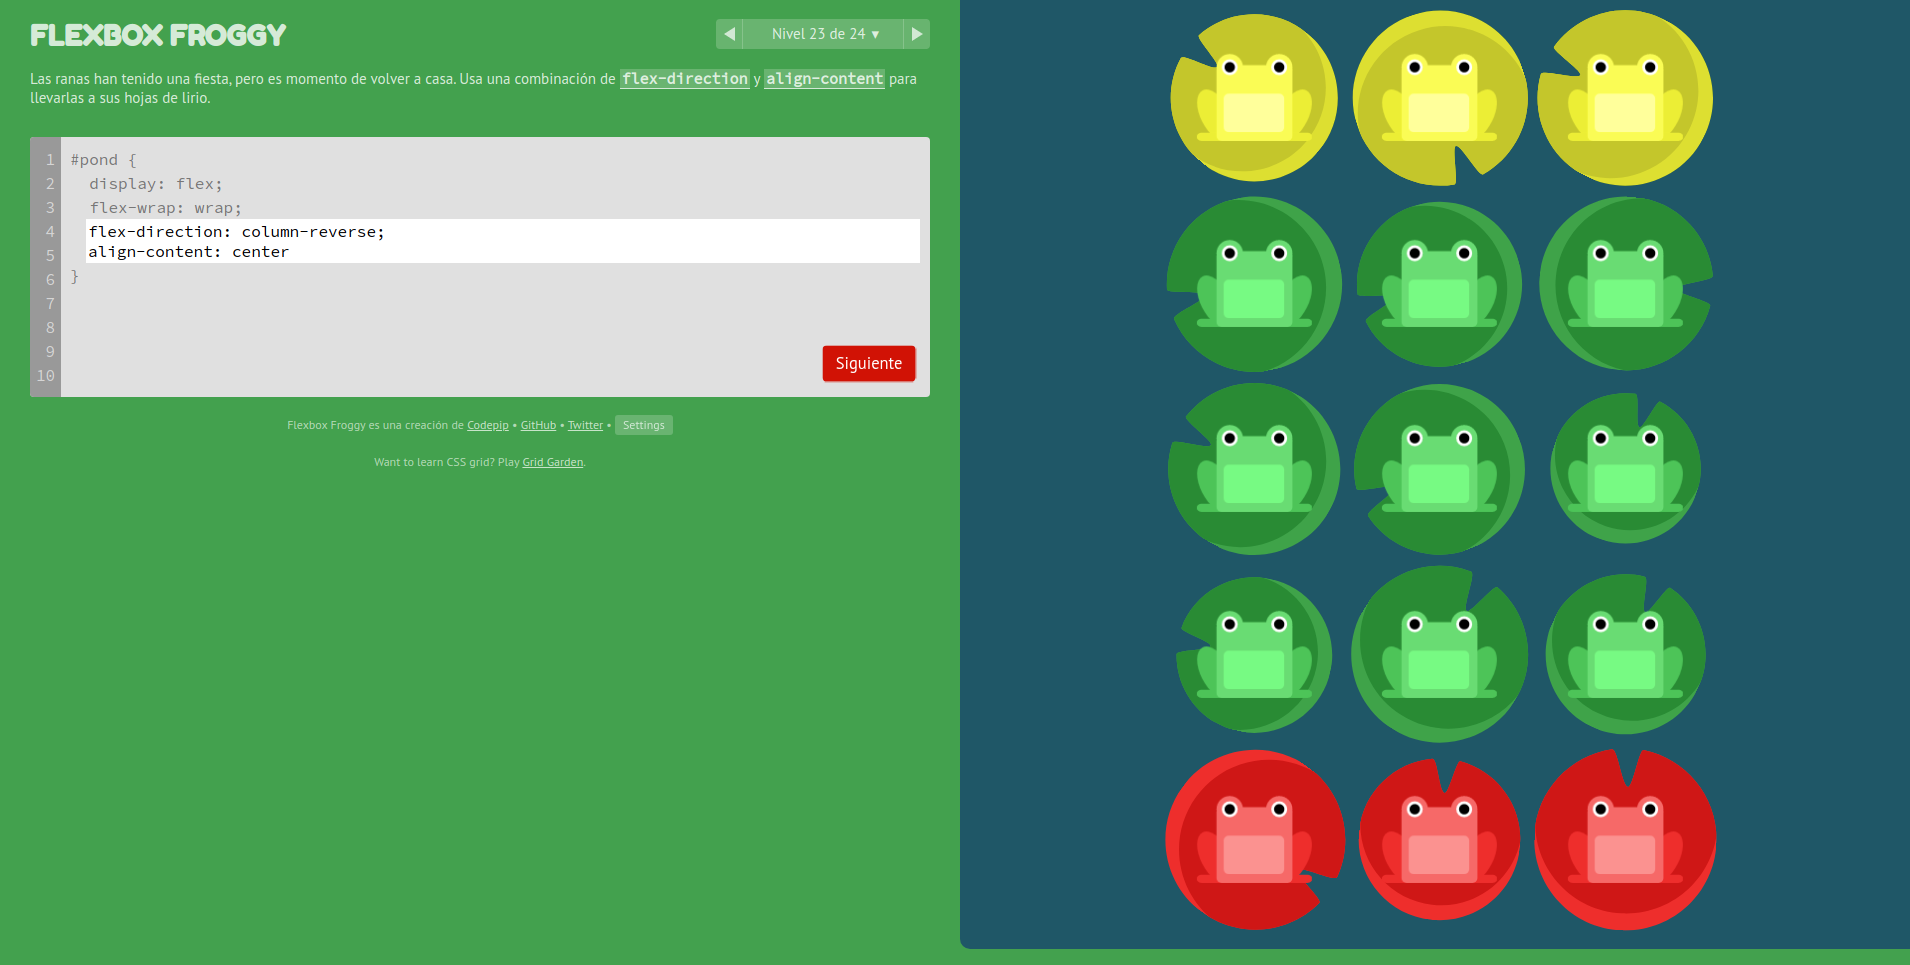 FLEXBOX FROGGY
◀ Nivel 23 de 24 ▼ ▶
Las ranas han tenido una fiesta, pero es momento de volver a casa. Usa una combinación de flex-direction y align-content para
llevarlas a sus hojas de lirio.
1 #pond {
2 display: flex;
3 flex-wrap: wrap;
4 flex-direction: column-reverse;
5 align-content: center
6 }
7
8
9
10
Siguiente
Flexbox Froggy es una creación de Codepip • GitHub • Twitter • Settings
Want to learn CSS grid? Play Grid Garden.